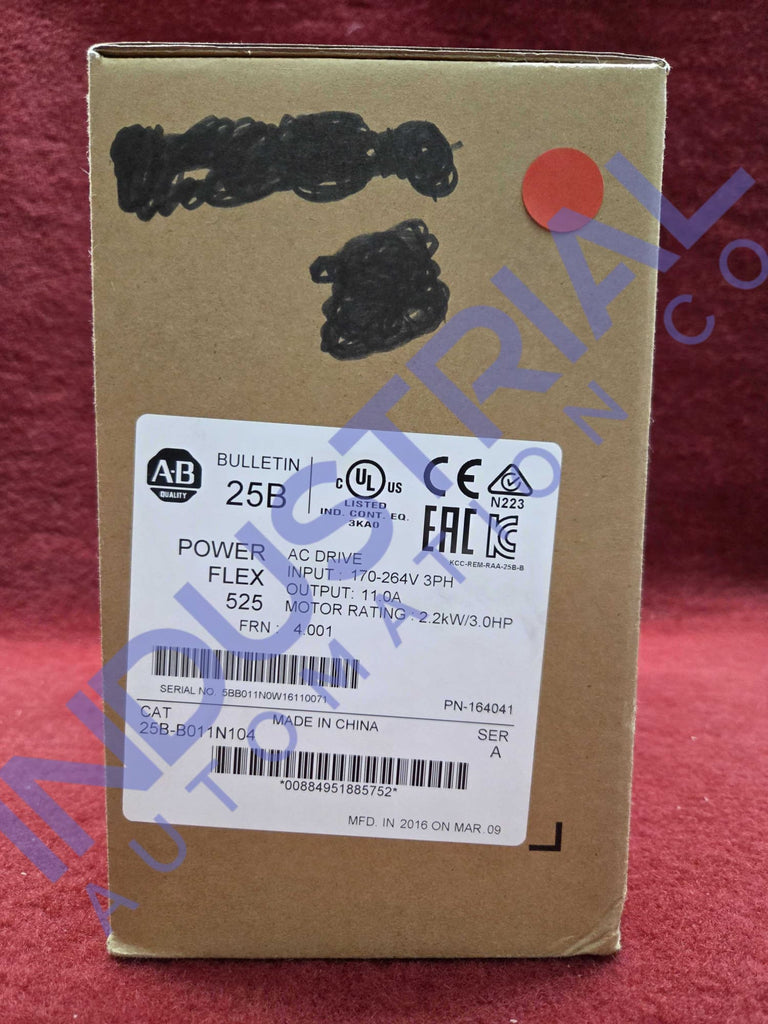 A-B
QUALITY
BULLETIN
25B
C UL US
LISTED
IND. CONT. EQ.
3KA0
CE
N223
EAC
KCC-REM-RAA-25B-B
POWER
FLEX
525
AC DRIVE
INPUT : 170-264V 3PH
OUTPUT: 11.0A
MOTOR RATING : 2.2kW/3.0HP
FRN : 4.001
SERIAL NO. 5BB011N0W16110071
PN-164041
CAT
25B-B011N104
MADE IN CHINA
SER
A
*00884951885752*
MFD. IN 2016 ON MAR. 09
INDUSTRIAL
AUTOMATION CO